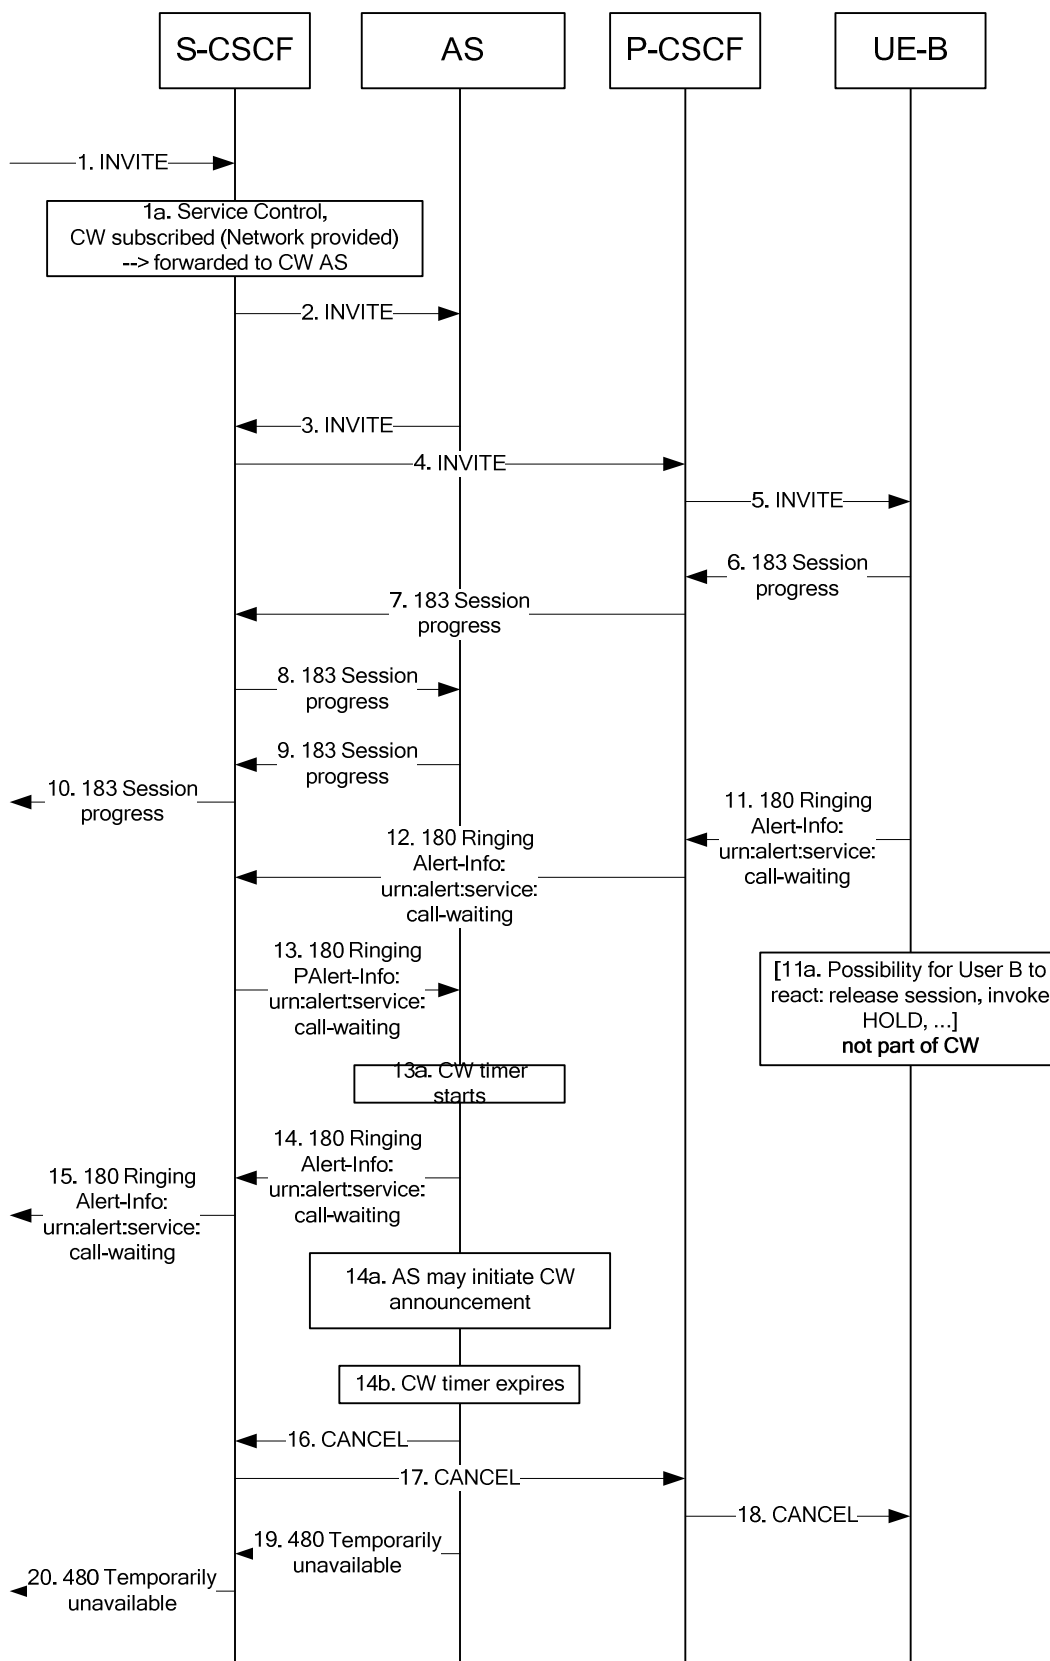 S-CSCF
AS
P-CSCF
UE-B
1. INVITE
1a. Service Control,
CW subscribed (Network provided)
--> forwarded to CW AS
2. INVITE
3. INVITE
4. INVITE
5. INVITE
6. 183 Session
progress
7. 183 Session
progress
8. 183 Session
progress
9. 183 Session
progress
10. 183 Session
progress
11. 180 Ringing
Alert-Info:
urn:alert:service:
call-waiting
12. 180 Ringing
Alert-Info:
urn:alert:service:
call-waiting
[11a. Possibility for User B to
react: release session, invoke
HOLD, ...]
not part of CW
13. 180 Ringing
PAlert-Info:
urn:alert:service:
call-waiting
13a. CW timer
starts
14. 180 Ringing
Alert-Info:
urn:alert:service:
call-waiting
15. 180 Ringing
Alert-Info:
urn:alert:service:
call-waiting
14a. AS may initiate CW
announcement
14b. CW timer expires
16. CANCEL
17. CANCEL
18. CANCEL
19. 480 Temporarily
unavailable
20. 480 Temporarily
unavailable